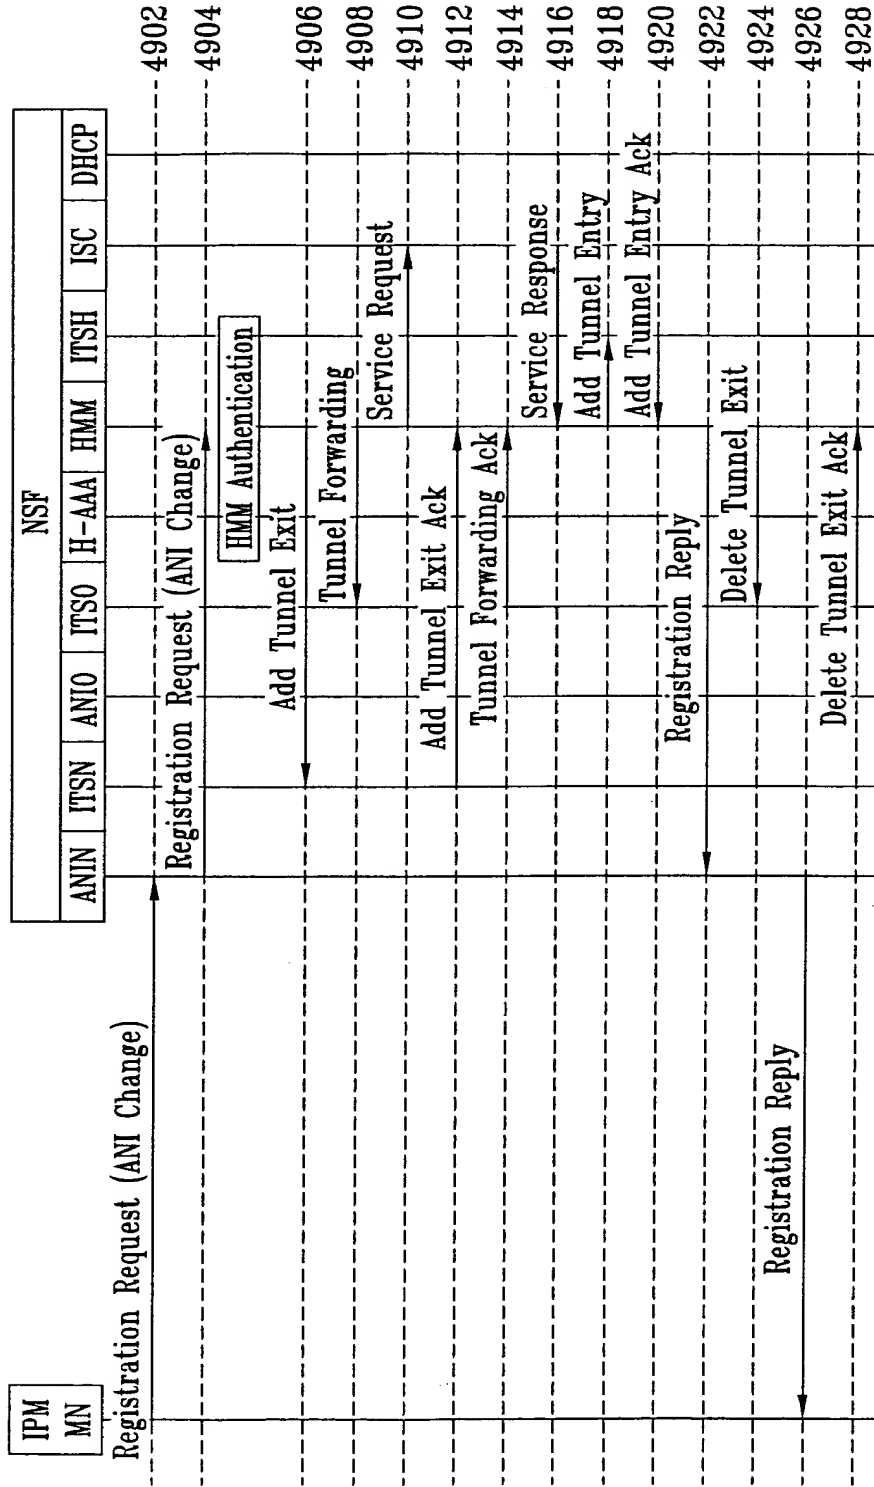 IPM
MN
NSF
ANIN
ITSN
ANIO
ITSO
H-AAA
HMM
ITSH
ISC
DHCP
Registration Request (ANI Change)
4902
Registration Request (ANI Change)
4904
HMM Authentication
Add Tunnel Exit
4906
Tunnel Forwarding
4908
Service Request
4910
Add Tunnel Exit Ack
4912
Tunnel Forwarding Ack
4914
Service Response
4916
Add Tunnel Entry
4918
Add Tunnel Entry Ack
4920
Registration Reply
4922
Delete Tunnel Exit
4924
Registration Reply
4926
Delete Tunnel Exit Ack
4928